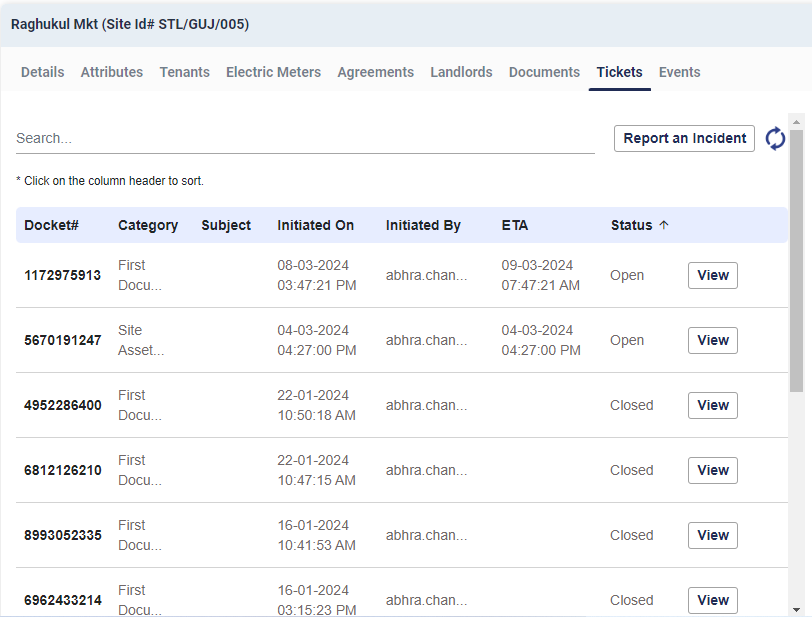 Raghukul Mkt (Site Id# STL/GUJ/005)
Details Attributes Tenants Electric Meters Agreements Landlords Documents Tickets Events
Search...
Report an Incident
* Click on the column header to sort.
Docket# Category Subject Initiated On Initiated By ETA Status ↑
1172975913 First Docu... 08-03-2024 03:47:21 PM abhra.chan... 09-03-2024 07:47:21 AM Open View
5670191247 Site Asset... 04-03-2024 04:27:00 PM abhra.chan... 04-03-2024 04:27:00 PM Open View
4952286400 First Docu... 22-01-2024 10:50:18 AM abhra.chan... Closed View
6812126210 First Docu... 22-01-2024 10:47:15 AM abhra.chan... Closed View
8993052335 First Docu... 16-01-2024 10:41:53 AM abhra.chan... Closed View
6962433214 First Docu... 16-01-2024 03:15:23 PM abhra.chan... Closed View